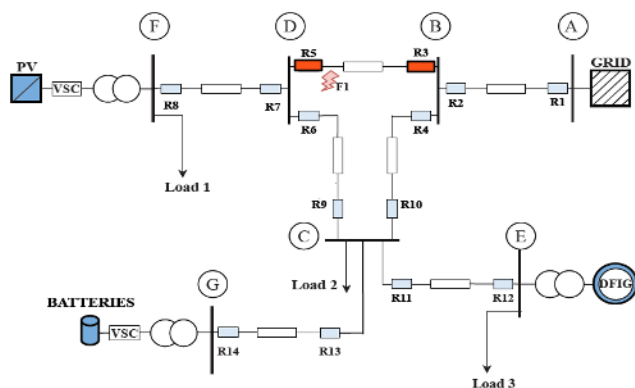 F
D
B
A
PV
VSC
R5
F1
R3
GRID
R8
R7
R6
R4
R2
R1
Load 1
R9
R10
C
E
Load 2
R11
R12
DFIG
BATTERIES
G
VSC
R14
R13
Load 3